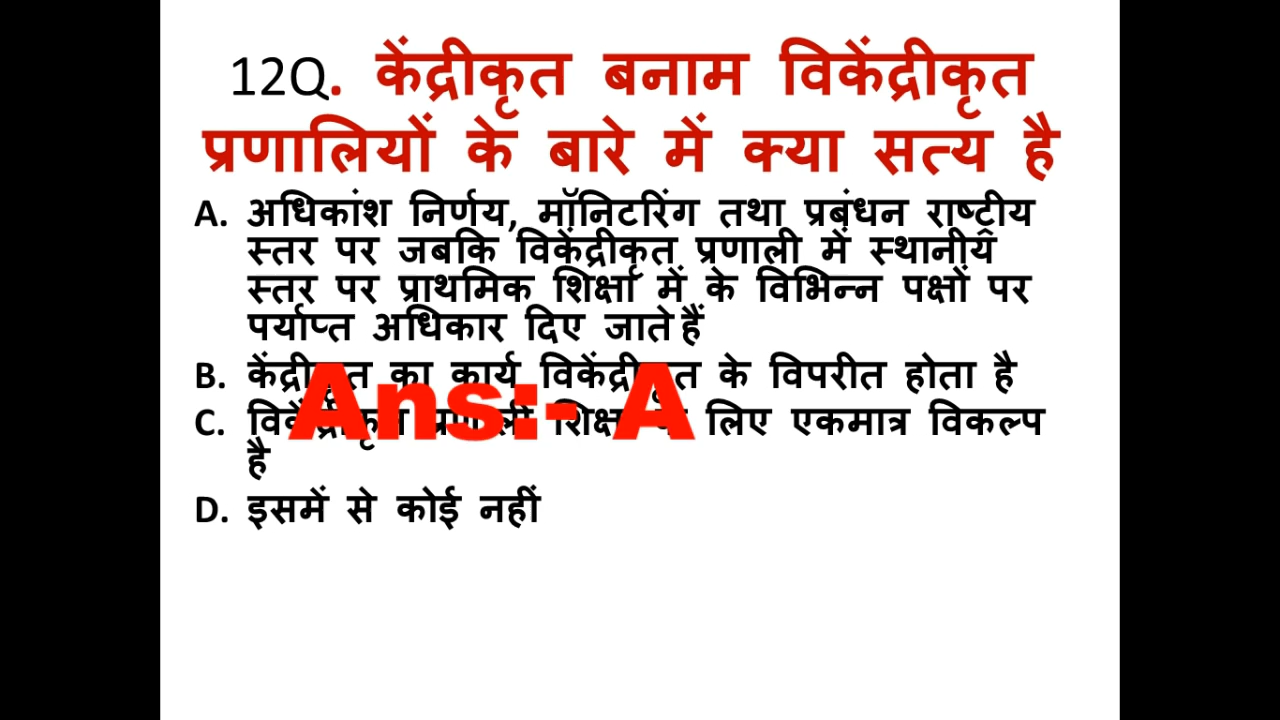 12Q. केंद्रीकृत बनाम विकेंद्रीकृत
प्रणालियों के बारे में क्या सत्य है
A. अधिकांश निर्णय, मॉनिटरिंग तथा प्रबंधन राष्ट्रीय
स्तर पर जबकि विकेंद्रीकृत प्रणाली में स्थानीय
स्तर पर प्राथमिक शिक्षा में के विभिन्न पक्षों पर
पर्याप्त अधिकार दिए जाते हैं
B. केंद्रीकृत का कार्य विकेंद्रीकृत के विपरीत होता है
Ans:- A
C. विकेंद्रीकृत प्रणाली शिक्षा के लिए एकमात्र विकल्प
है
D. इसमें से कोई नहीं